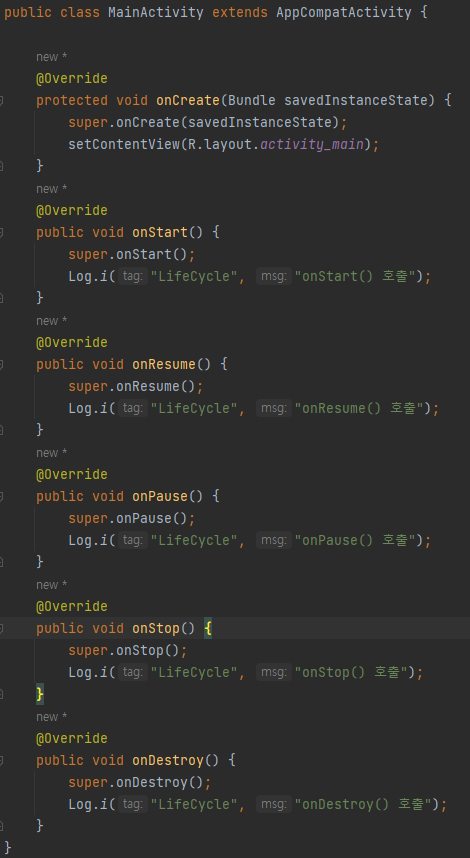 public class MainActivity extends AppCompatActivity {
new *
@Override
protected void onCreate(Bundle savedInstanceState) {
super.onCreate(savedInstanceState);
setContentView(R.layout.activity_main);
}
new *
@Override
public void onStart() {
super.onStart();
Log.i( tag: "LifeCycle", msg: "onStart() 호출");
}
new *
@Override
public void onResume() {
super.onResume();
Log.i( tag: "LifeCycle", msg: "onResume() 호출");
}
new *
@Override
public void onPause() {
super.onPause();
Log.i( tag: "LifeCycle", msg: "onPause() 호출");
}
new *
@Override
public void onStop() {
super.onStop();
Log.i( tag: "LifeCycle", msg: "onStop() 호출");
}
new *
@Override
public void onDestroy() {
super.onDestroy();
Log.i( tag: "LifeCycle", msg: "onDestroy() 호출");
}
}